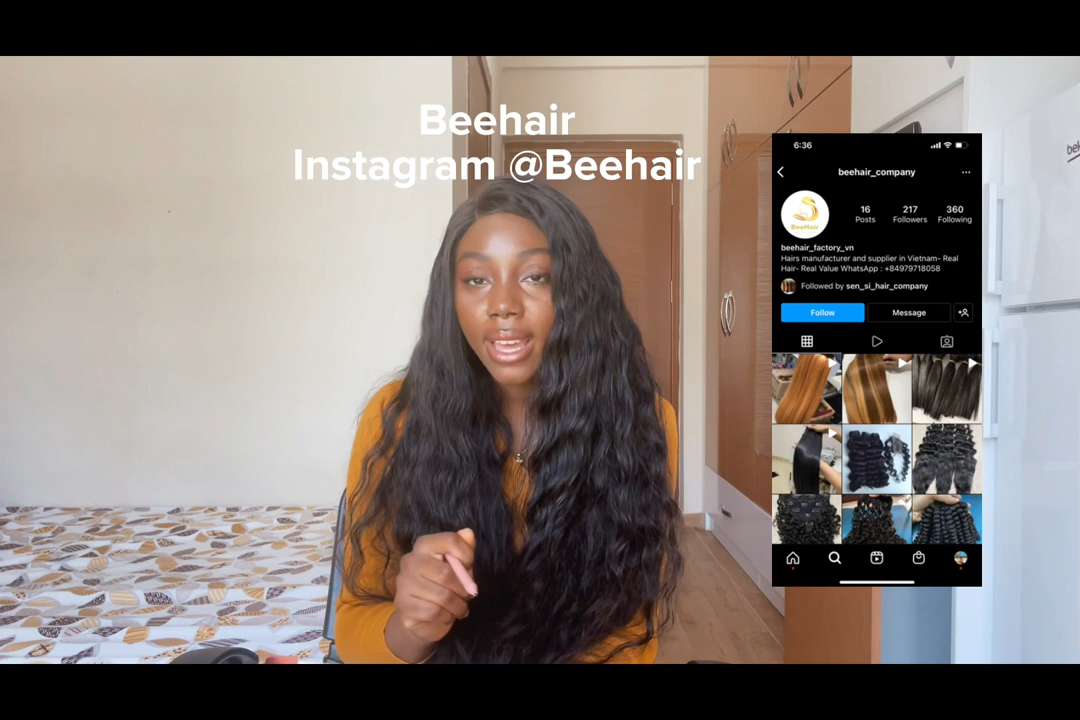 Beehair
Instagram @Beehair
6:36
beehair_company
16
217
360
Posts
Followers
Following
BeeHair
beehair_factory_vn
Hairs manufacturer and supplier in Vietnam- Real
Hair- Real Value WhatsApp : +84979718058
Followed by sen_si_hair_company
Follow
Message